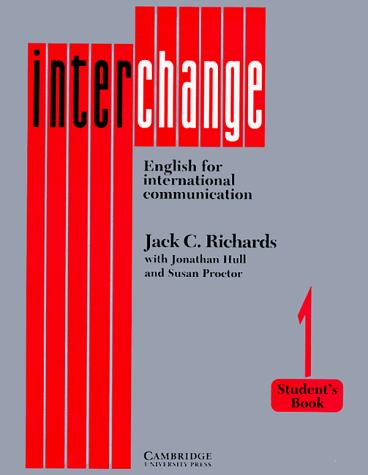 interchange
English for
international
communication
Jack C. Richards
with Jonathan Hull
and Susan Proctor
1
Student's
Book
CAMBRIDGE
UNIVERSITY PRESS